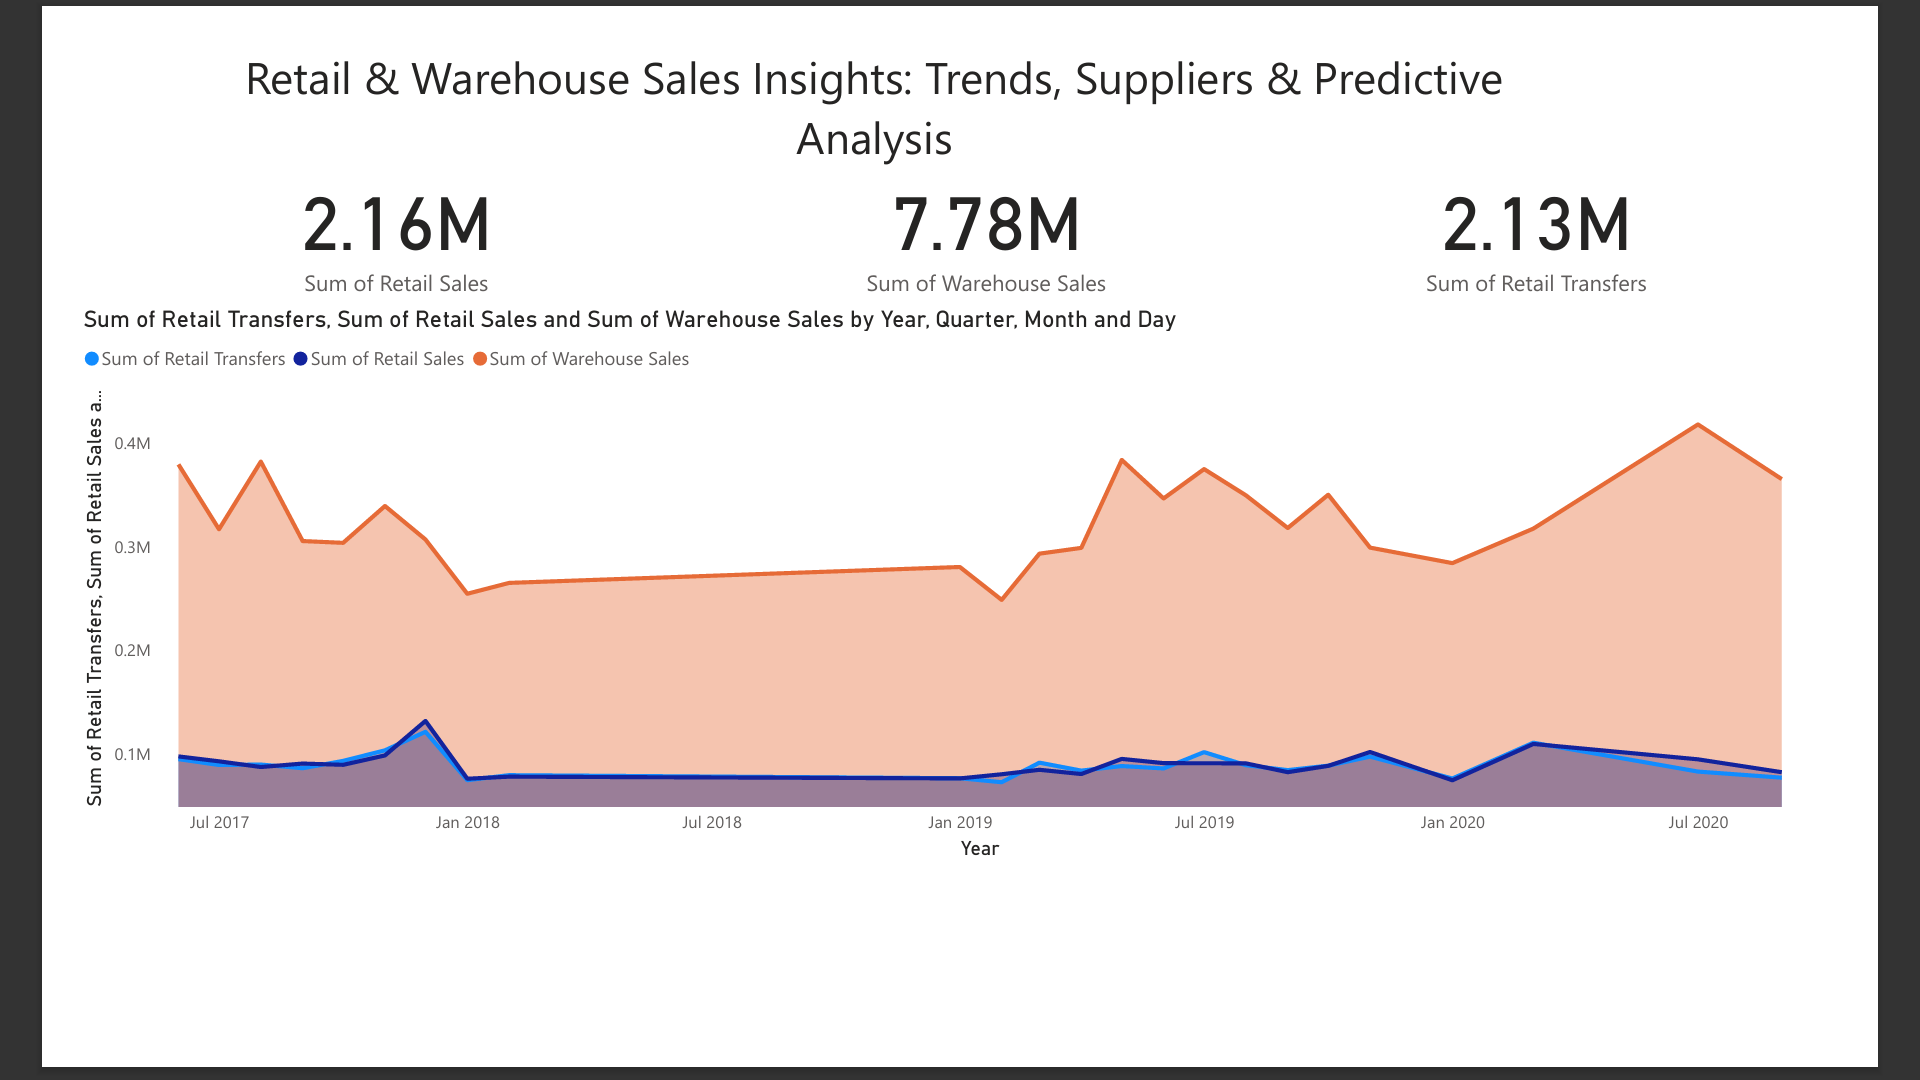 Retail & Warehouse Sales Insights: Trends, Suppliers & Predictive
Analysis
2.16M
Sum of Retail Sales
7.78M
Sum of Warehouse Sales
2.13M
Sum of Retail Transfers
Sum of Retail Transfers, Sum of Retail Sales and Sum of Warehouse Sales by Year, Quarter, Month and Day
Sum of Retail Transfers Sum of Retail Sales Sum of Warehouse Sales
Sum of Retail Transfers, Sum of Retail Sales a...
0.4M
0.3M
0.2M
0.1M
Jul 2017 Jan 2018 Jul 2018 Jan 2019 Jul 2019 Jan 2020 Jul 2020
Year